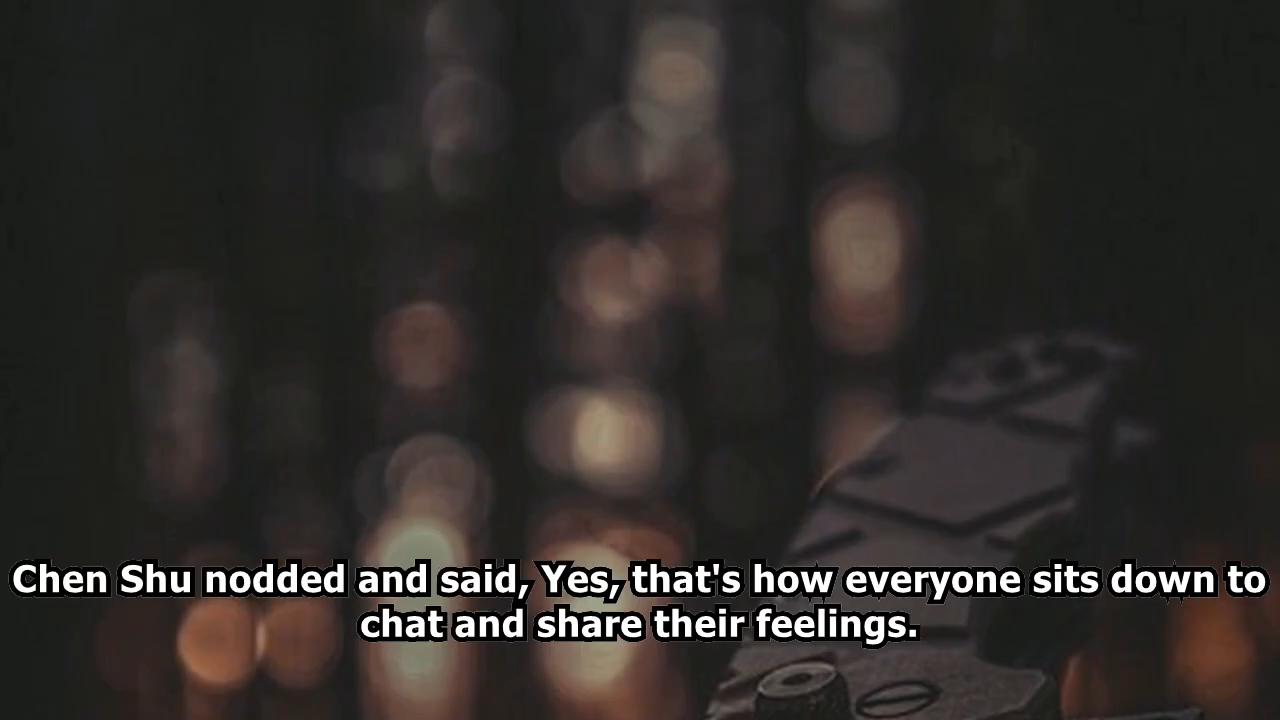 Chen Shu nodded and said, Yes, that's how everyone sits down to
chat and share their feelings.